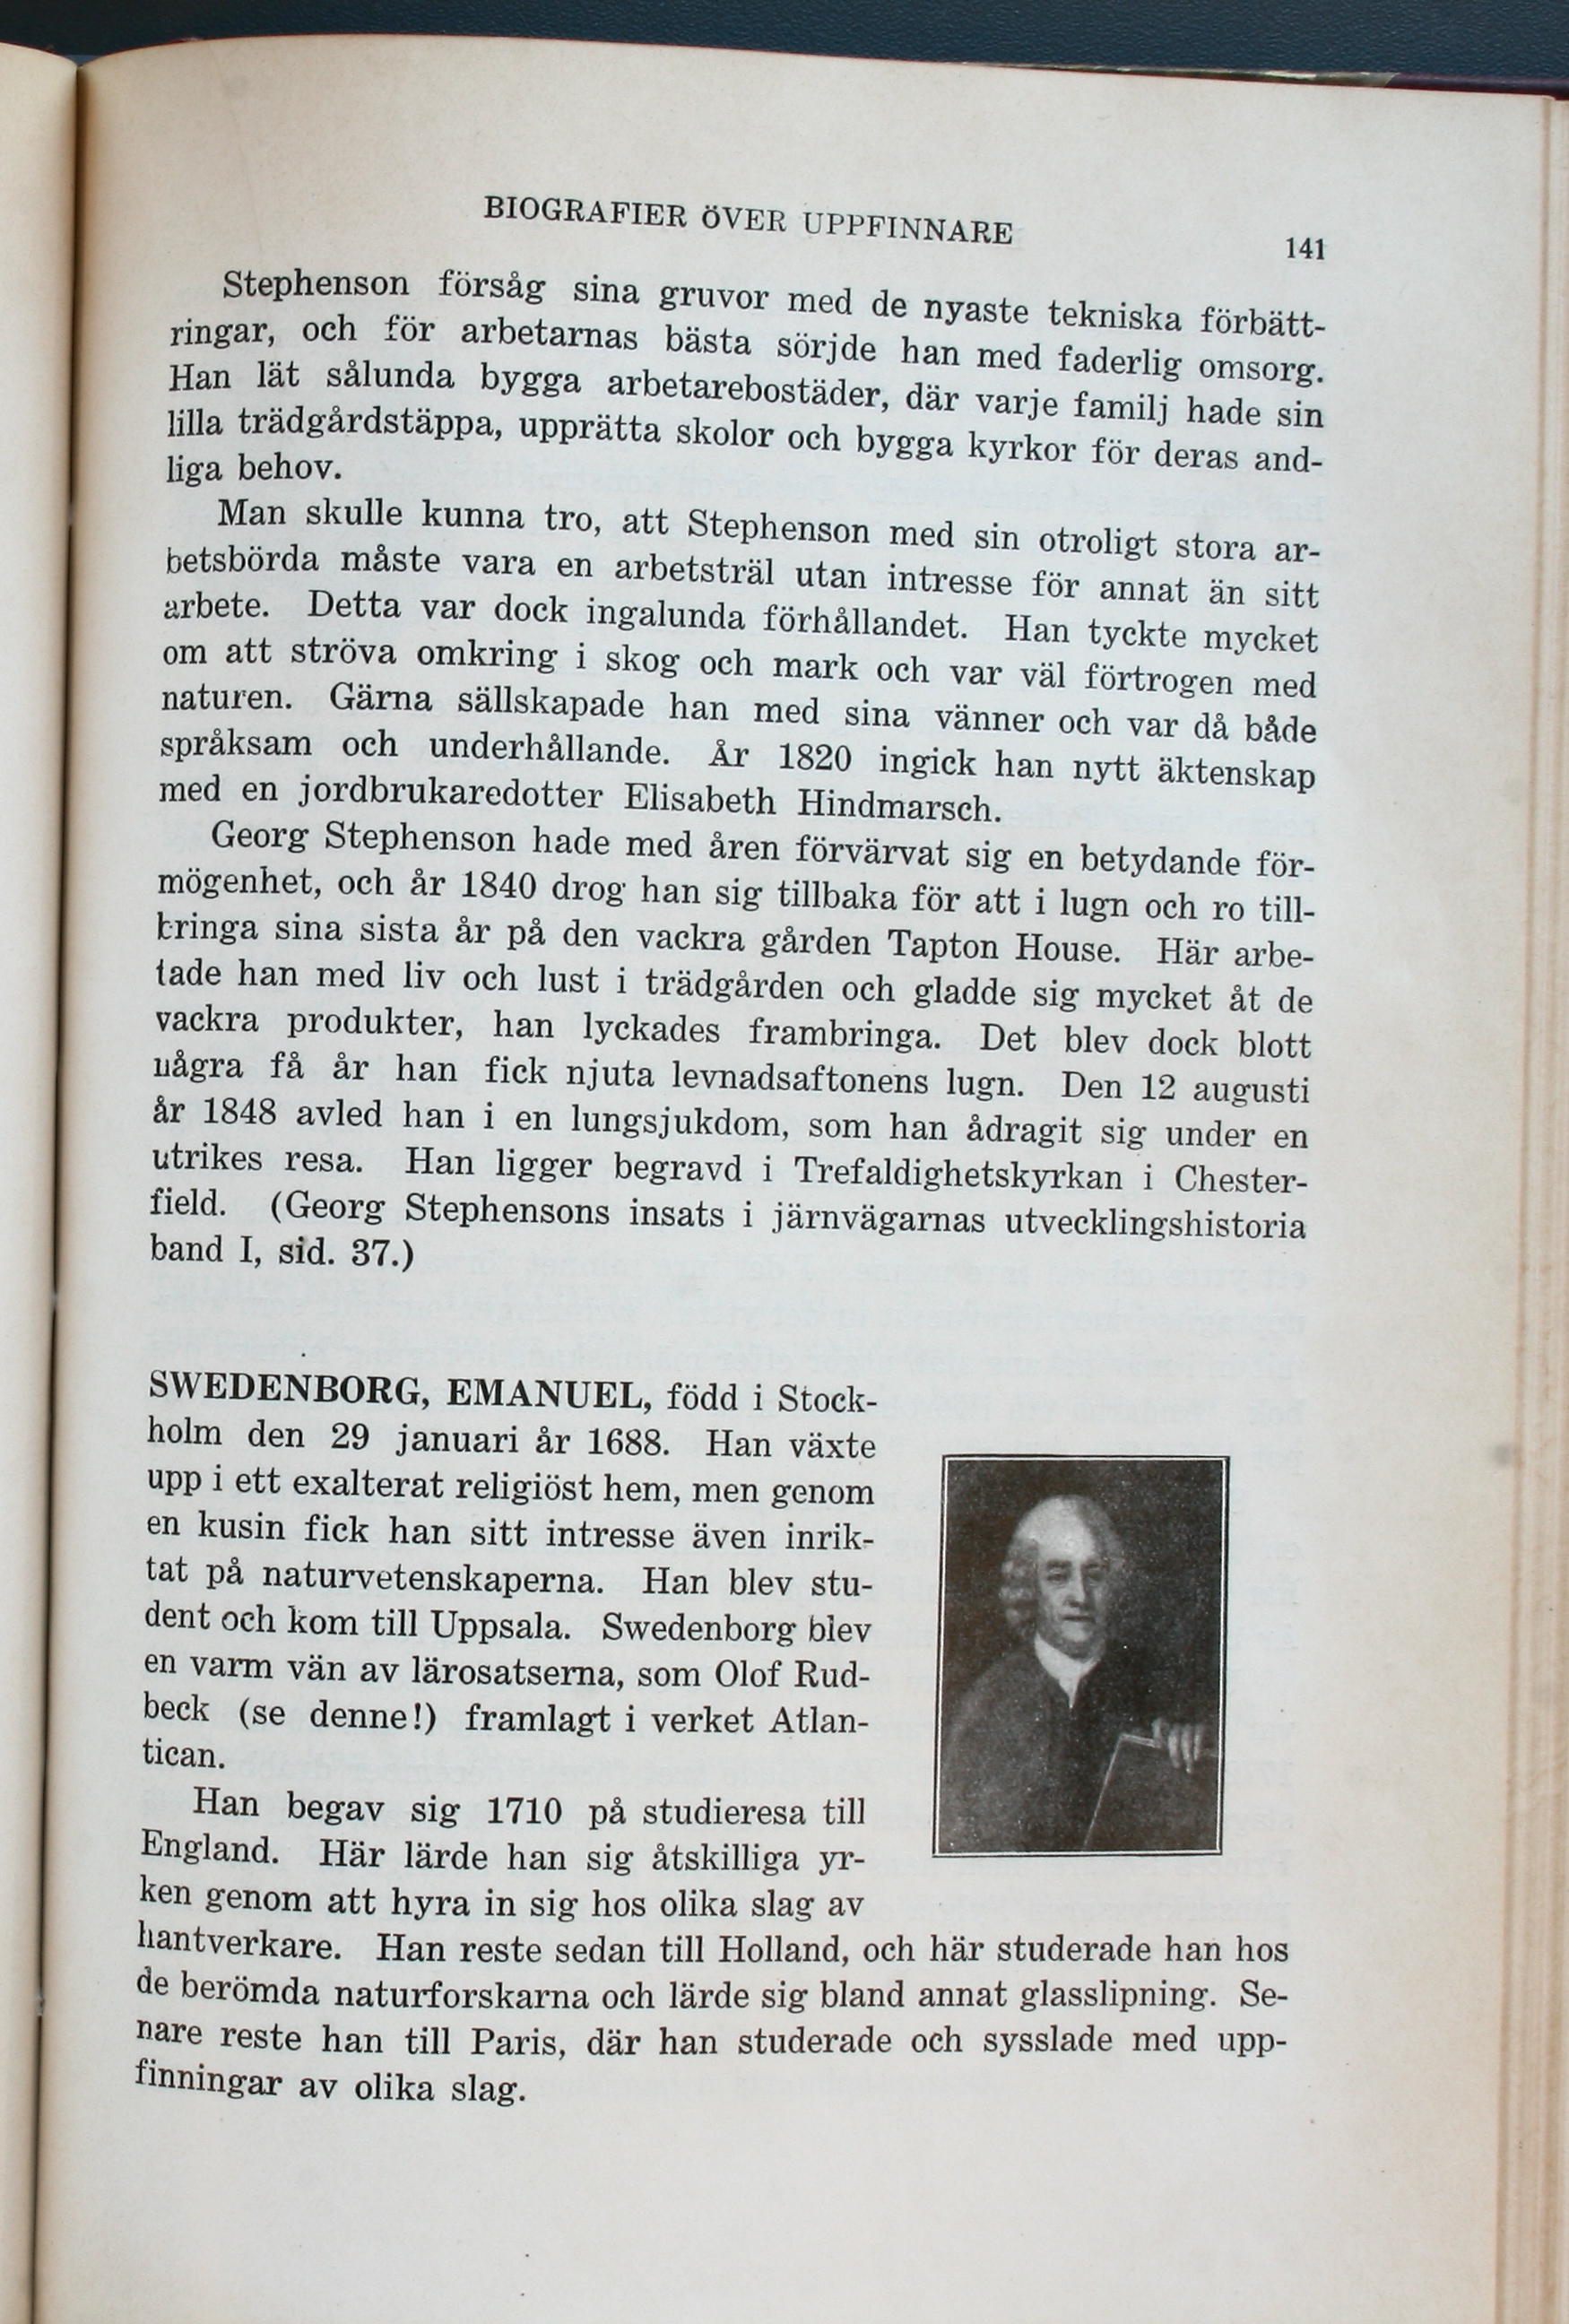 BIOGRAFIER ÖVER UPPFINNARE
141
Stephenson försåg sina gruvor med de nyaste tekniska förbätt-
ringar, och för arbetarnas bästa sörjde han med faderlig omsorg.
Han lät sålunda bygga arbetarebostäder, där varje familj hade sin
lilla trädgårdstäppa, upprätta skolor och bygga kyrkor för deras and-
liga behov.
Man skulle kunna tro, att Stephenson med sin otroligt stora ar-
betsbörda måste vara en arbetsträl utan intresse för annat än sitt
arbete. Detta var dock ingalunda förhållandet. Han tyckte mycket
om att ströva omkring i skog och mark och var väl förtrogen med
naturen. Gärna sällskapade han med sina vänner och var då både
språksam och underhållande. År 1820 ingick han nytt äktenskap
med en jordbrukaredotter Elisabeth Hindmarsch.
Georg Stephenson hade med åren förvärvat sig en betydande för-
mögenhet, och år 1840 drog han sig tillbaka för att i lugn och ro till-
bringa sina sista år på den vackra gården Tapton House. Här arbe-
tade han med liv och lust i trädgården och gladde sig mycket åt de
vackra produkter, han lyckades frambringa. Det blev dock blott
några få år han fick njuta levnadsaftonens lugn. Den 12 augusti
år 1848 avled han i en lungsjukdom, som han ådragit sig under en
utrikes resa. Han ligger begravd i Trefaldighetskyrkan i Chester-
field. (Georg Stephensons insats i järnvägarnas utvecklingshistoria
band I, sid. 37.)
SWEDENBORG, EMANUEL, född i Stock-
holm den 29 januari år 1688. Han växte
upp i ett exalterat religiöst hem, men genom
en kusin fick han sitt intresse även inrik-
tat på naturvetenskaperna. Han blev stu-
dent och kom till Uppsala. Swedenborg blev
en varm vän av lärosatserna, som Olof Rud-
beck (se denne!) framlagt i verket Atlan-
tican.
Han begav sig 1710 på studieresa till
England. Här lärde han sig åtskilliga yr-
ken genom att hyra in sig hos olika slag av
hantverkare. Han reste sedan till Holland, och här studerade han hos
de berömda naturforskarna och lärde sig bland annat glasslipning. Se-
nare reste han till Paris, där han studerade och sysslade med upp-
finningar av olika slag.